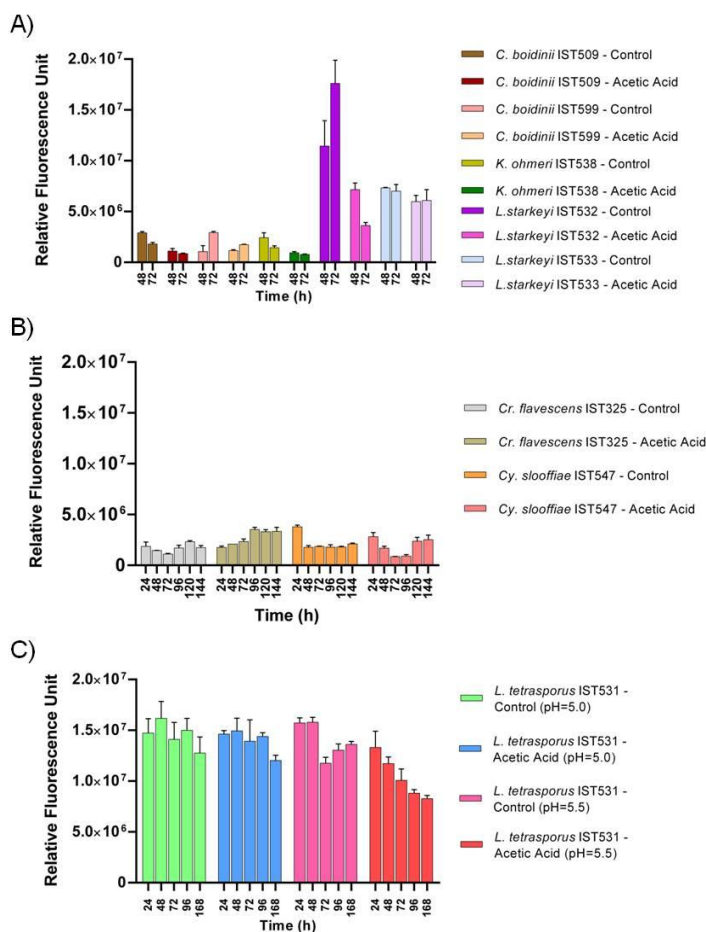 A)
Relative Fluorescence Unit
2.0×10⁷
1.5×10⁷
1.0×10⁷
5.0×10⁶
0
48 72 48 72 48 72 48 72 48 72 48 72 48 72 48 72 48 72 48 72
Time (h)
C. boidinii IST509 - Control
C. boidinii IST509 - Acetic Acid
C. boidinii IST599 - Control
C. boidinii IST599 - Acetic Acid
K. ohmeri IST538 - Control
K. ohmeri IST538 - Acetic Acid
L.starkeyi IST532 - Control
L.starkeyi IST532 - Acetic Acid
L.starkeyi IST533 - Control
L.starkeyi IST533 - Acetic Acid
B)
Relative Fluorescence Unit
2.0×10⁷
1.5×10⁷
1.0×10⁷
5.0×10⁶
0
24 48 72 96 120 144 24 48 72 96 120 144 24 48 72 96 120 144 24 48 72 96 120 144
Time (h)
Cr. flavescens IST325 - Control
Cr. flavescens IST325 - Acetic Acid
Cy. slooffiae IST547 - Control
Cy. slooffiae IST547 - Acetic Acid
C)
Relative Fluorescence Unit
2.0×10⁷
1.5×10⁷
1.0×10⁷
5.0×10⁶
0
24 48 72 96 168 24 48 72 96 168 24 48 72 96 168 24 48 72 96 168
Time (h)
L. tetrasporus IST531 -
Control (pH=5.0)
L. tetrasporus IST531 -
Acetic Acid (pH=5.0)
L. tetrasporus IST531 -
Control (pH=5.5)
L. tetrasporus IST531 -
Acetic Acid (pH=5.5)